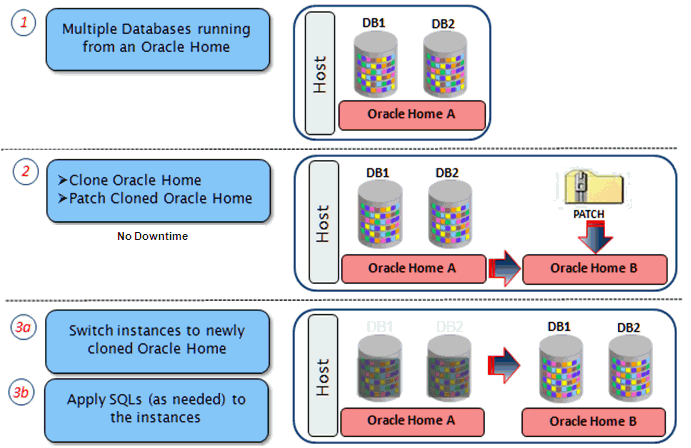 1
Multiple Databases running
from an Oracle Home
Host
DB1
DB2
Oracle Home A
2
➢Clone Oracle Home
➢Patch Cloned Oracle Home
No Downtime
Host
DB1
DB2
Oracle Home A
PATCH
Oracle Home B
3a
Switch instances to newly
cloned Oracle Home
3b
Apply SQLs (as needed) to
the instances
Host
DB1
DB2
Oracle Home A
DB1
DB2
Oracle Home B